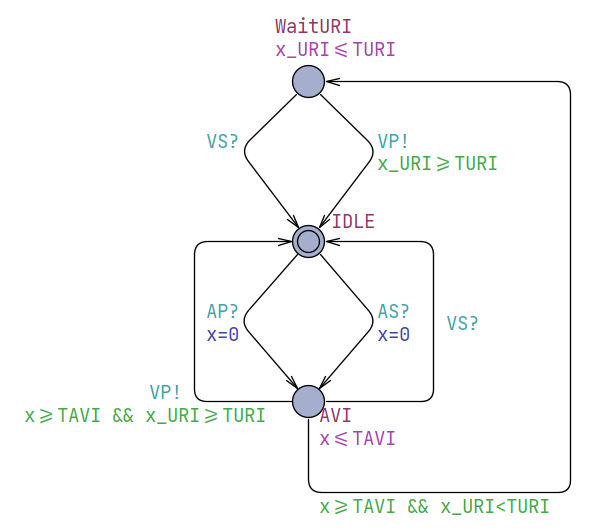 WaitURI
x_URI⩽TURI
VS?
VP!
x_URI⩾TURI
IDLE
AP?
x=0
AS?
x=0
VS?
VP!
x⩾TAVI && x_URI⩾TURI
AVI
x⩽TAVI
x⩾TAVI && x_URI<TURI